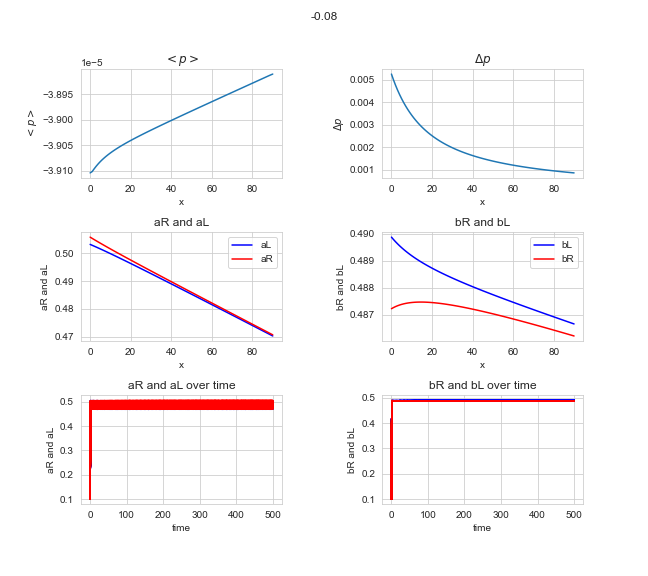 -0.08
< p >
1e−5
−3.895
−3.900
−3.905
−3.910
< p >
0 20 40 60 80
x
Δp
0.005
0.004
0.003
0.002
0.001
Δp
0 20 40 60 80
x
aR and aL
0.50
0.49
0.48
0.47
aR and aL
aL
aR
0 20 40 60 80
x
bR and bL
0.490
0.489
0.488
0.487
bR and bL
bL
bR
0 20 40 60 80
x
aR and aL over time
0.5
0.4
0.3
0.2
0.1
aR and aL
0 100 200 300 400 500
time
bR and bL over time
0.5
0.4
0.3
0.2
0.1
bR and bL
0 100 200 300 400 500
time